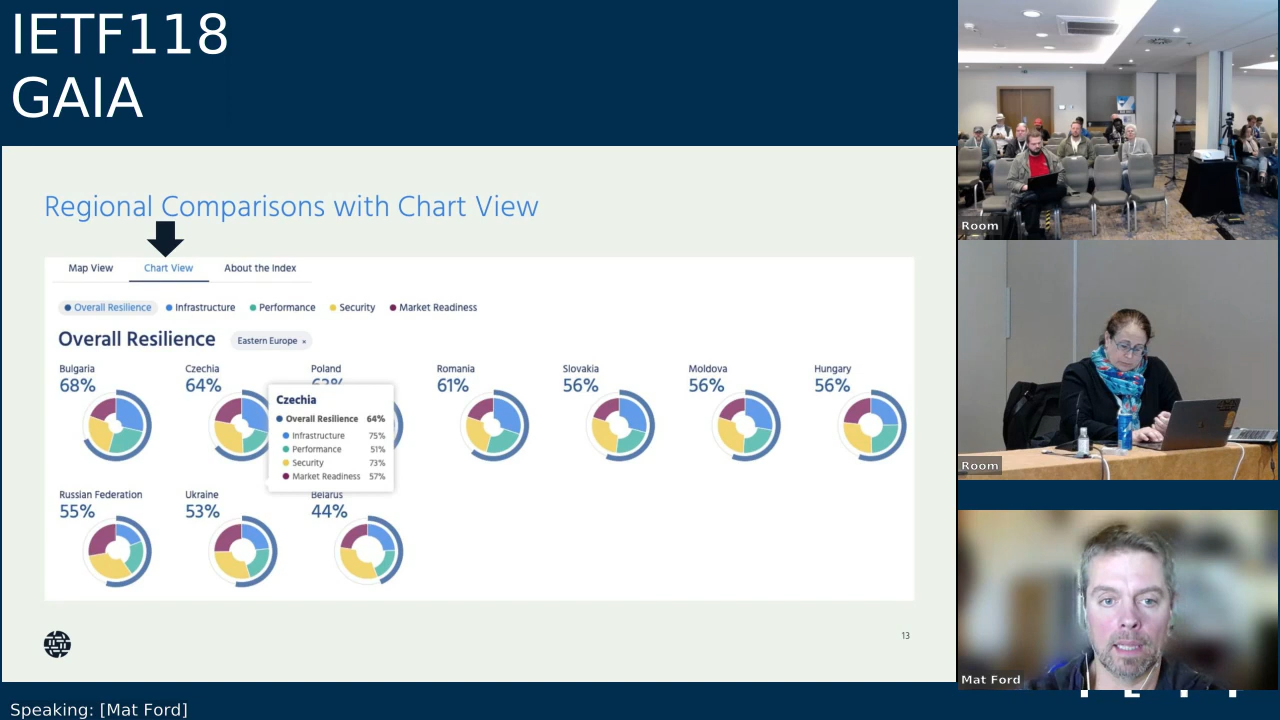 IETF118
GAIA
Regional Comparisons with Chart View
Map View Chart View About the Index
Overall Resilience Infrastructure Performance Security Market Readiness
Overall Resilience Eastern Europe ×
Bulgaria Czechia Poland Romania Slovakia Moldova Hungary
68% 64% 63% 61% 56% 56% 56%
Czechia
Overall Resilience 64%
Infrastructure 75%
Performance 51%
Security 73%
Market Readiness 57%
Russian Federation Ukraine Belarus
55% 53% 44%
13
Room
Room
Mat Ford
Speaking: [Mat Ford]